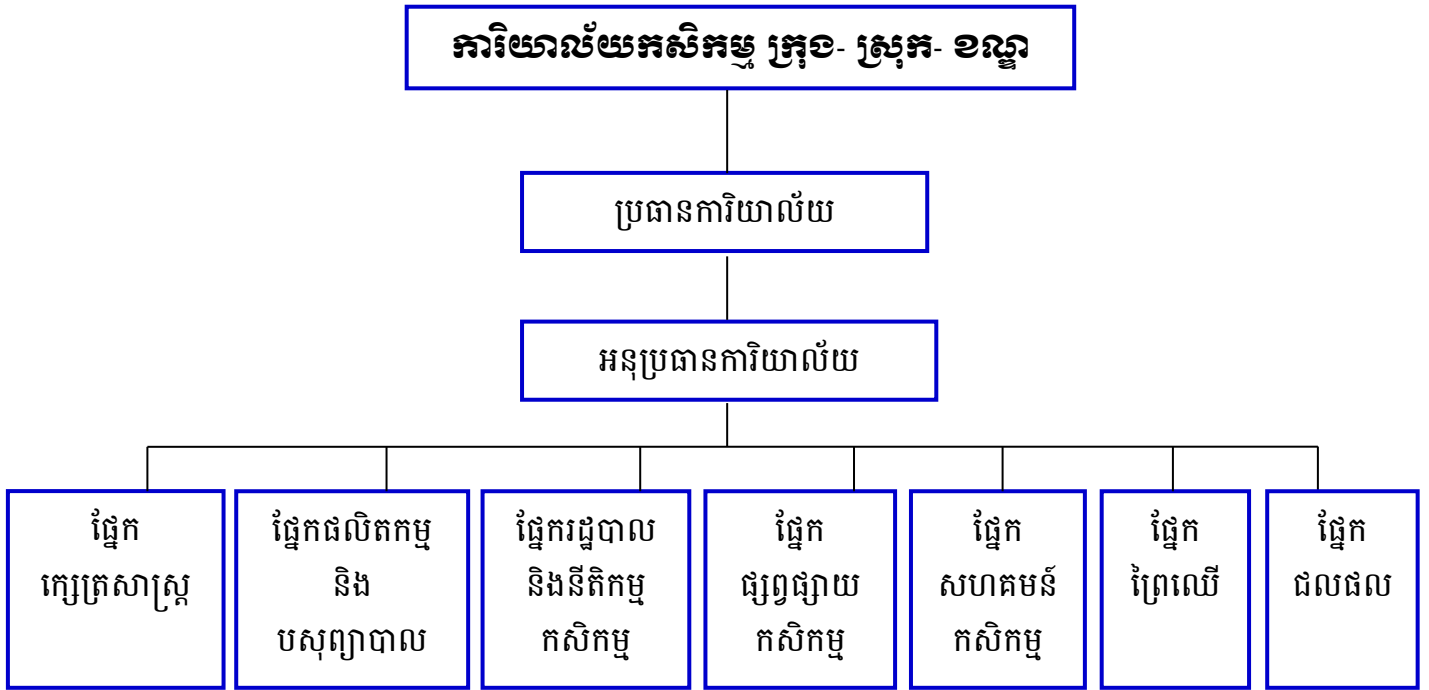 ការិយាល័យកសិកម្ម ក្រុង- ស្រុក- ខណ្ឌ
ប្រធានការិយាល័យ
អនុប្រធានការិយាល័យ
ផ្នែក
ក្សេត្រសាស្ត្រ
ផ្នែកផលិតកម្ម
និង
បសុព្យាបាល
ផ្នែករដ្ឋបាល
និងនីតិកម្ម
កសិកម្ម
ផ្នែក
ផ្សព្វផ្សាយ
កសិកម្ម
ផ្នែក
សហគមន៍
កសិកម្ម
ផ្នែក
ព្រៃឈើ
ផ្នែក
ជលផល